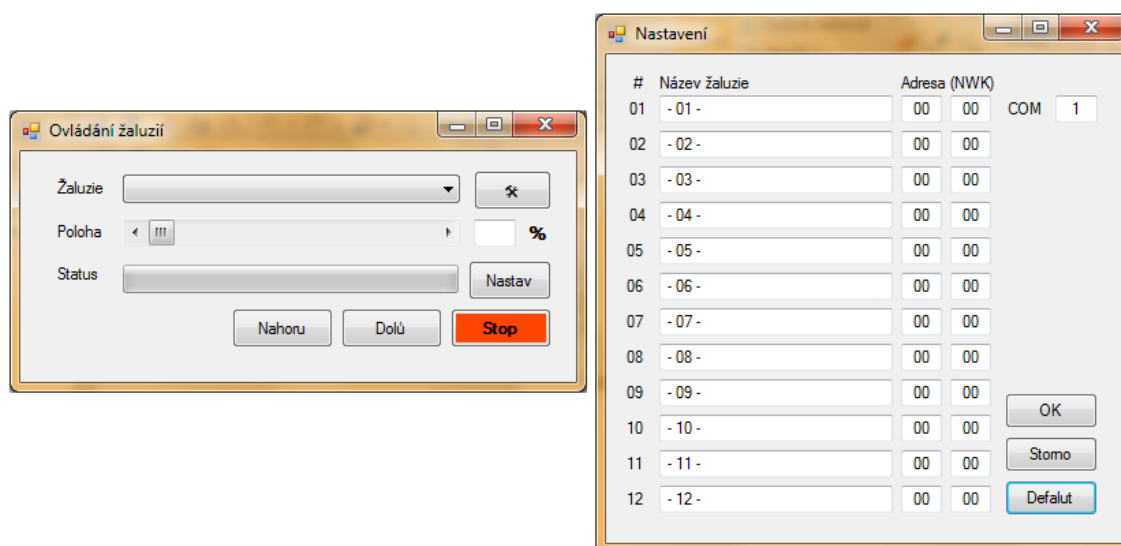 Ovládání žaluzií
Žaluzie
Poloha %
Status Nastav
Nahoru Dolů Stop
Nastavení
# Název žaluzie Adresa (NWK)
01 - 01 - 00 00 COM 1
02 - 02 - 00 00
03 - 03 - 00 00
04 - 04 - 00 00
05 - 05 - 00 00
06 - 06 - 00 00
07 - 07 - 00 00
08 - 08 - 00 00
09 - 09 - 00 00
OK
10 - 10 - 00 00
11 - 11 - 00 00 Storno
12 - 12 - 00 00 Defalut